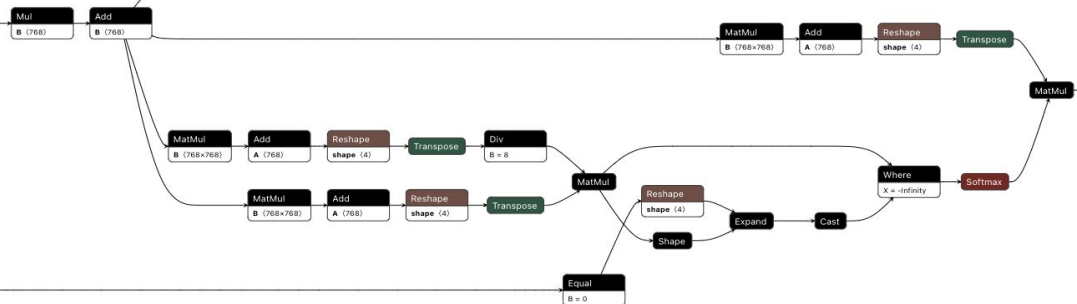 Mul
B ⟨768⟩
Add
B ⟨768⟩
MatMul
B ⟨768×768⟩
Add
A ⟨768⟩
Reshape
shape ⟨4⟩
Transpose
MatMul
MatMul
B ⟨768×768⟩
Add
A ⟨768⟩
Reshape
shape ⟨4⟩
Transpose
Div
B = 8
MatMul
MatMul
B ⟨768×768⟩
Add
A ⟨768⟩
Reshape
shape ⟨4⟩
Transpose
Reshape
shape ⟨4⟩
Shape
Expand
Cast
Where
X = -Infinity
Softmax
Equal
B = 0